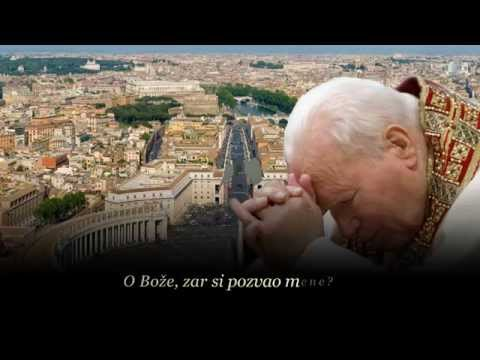 O Bože, zar si pozvao mene?